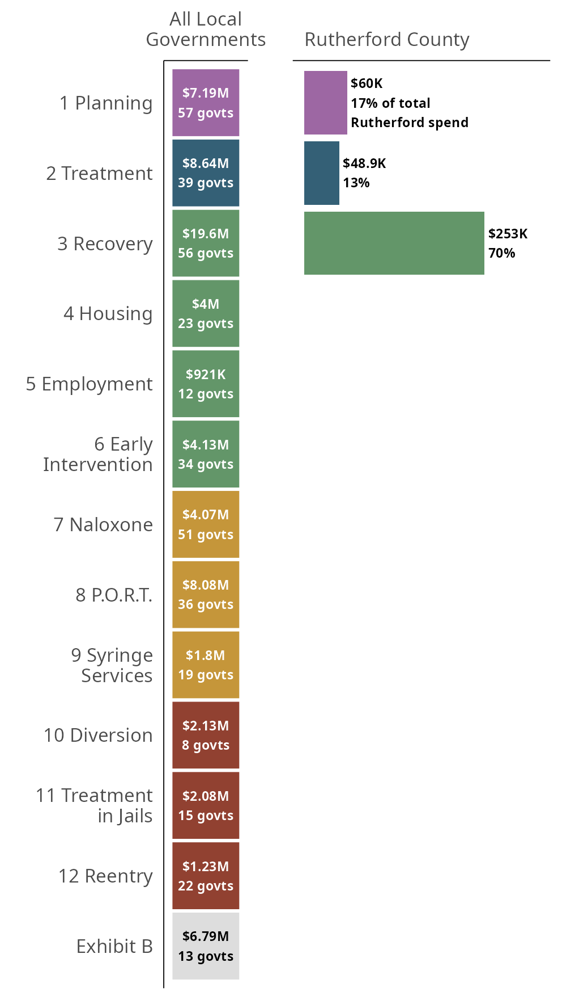 All Local
Governments
Rutherford County
1 Planning
$7.19M
57 govts
$60K
17% of total
Rutherford spend
2 Treatment
$8.64M
39 govts
$48.9K
13%
3 Recovery
$19.6M
56 govts
$253K
70%
4 Housing
$4M
23 govts
5 Employment
$921K
12 govts
6 Early
Intervention
$4.13M
34 govts
7 Naloxone
$4.07M
51 govts
8 P.O.R.T.
$8.08M
36 govts
9 Syringe
Services
$1.8M
19 govts
10 Diversion
$2.13M
8 govts
11 Treatment
in Jails
$2.08M
15 govts
12 Reentry
$1.23M
22 govts
Exhibit B
$6.79M
13 govts